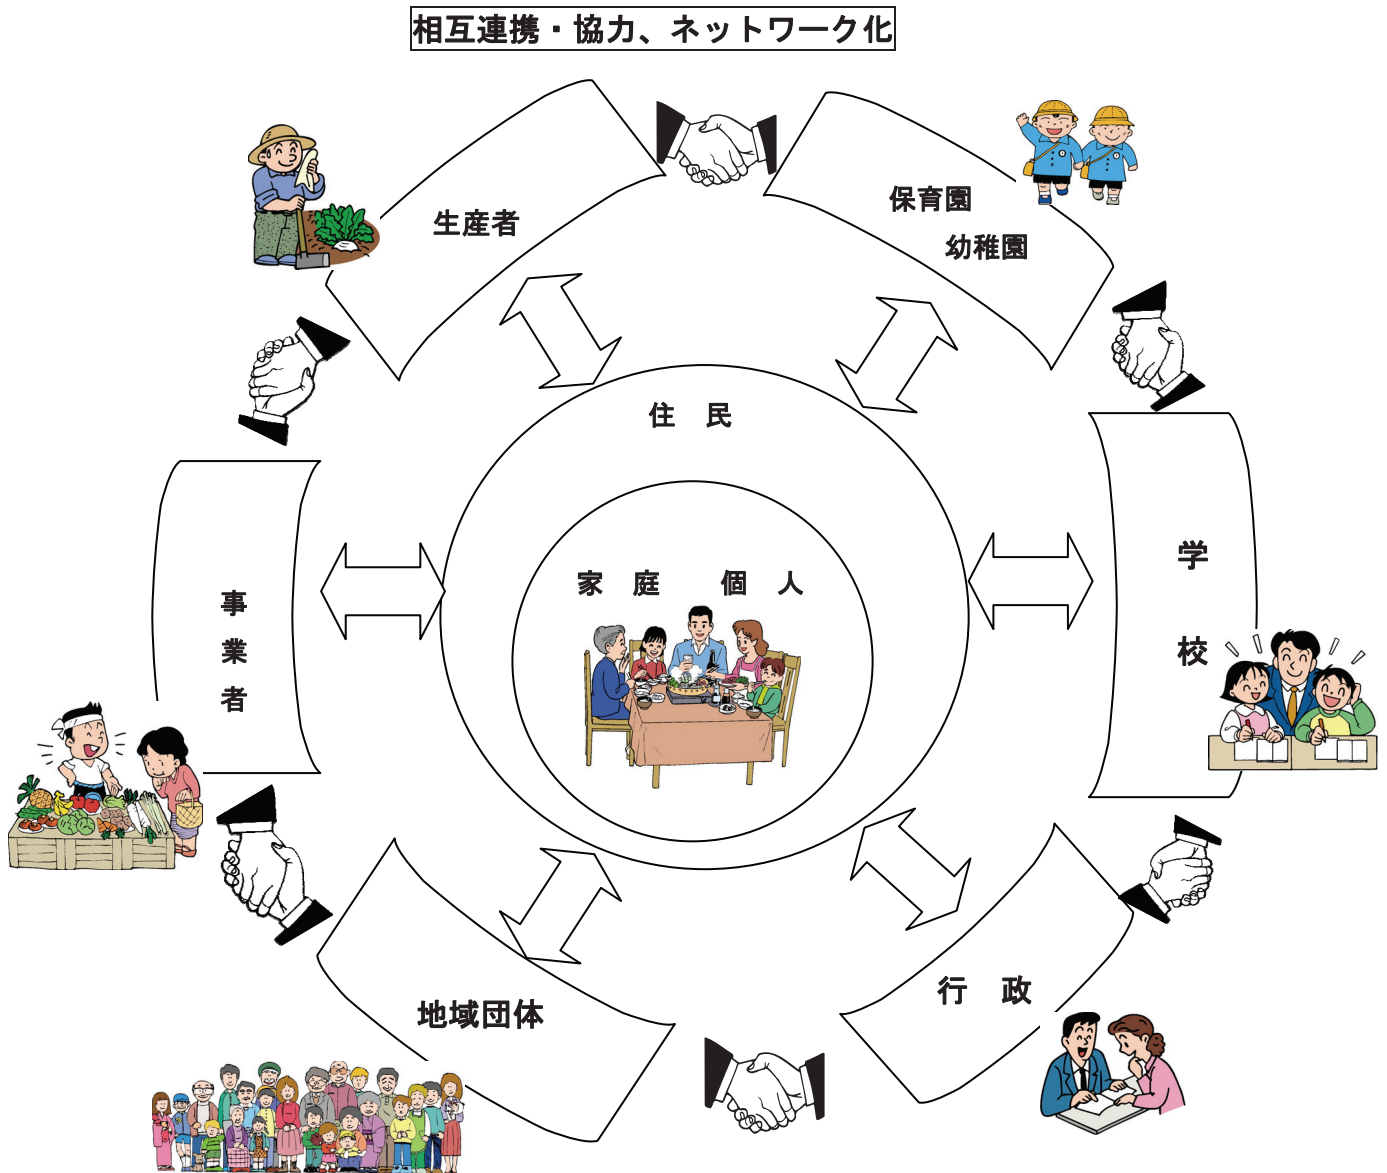 相互連携・協力、ネットワーク化
生産者
保育園
幼稚園
住　民
学
校
家　庭　　個　人
事
業
者
行　政
地域団体